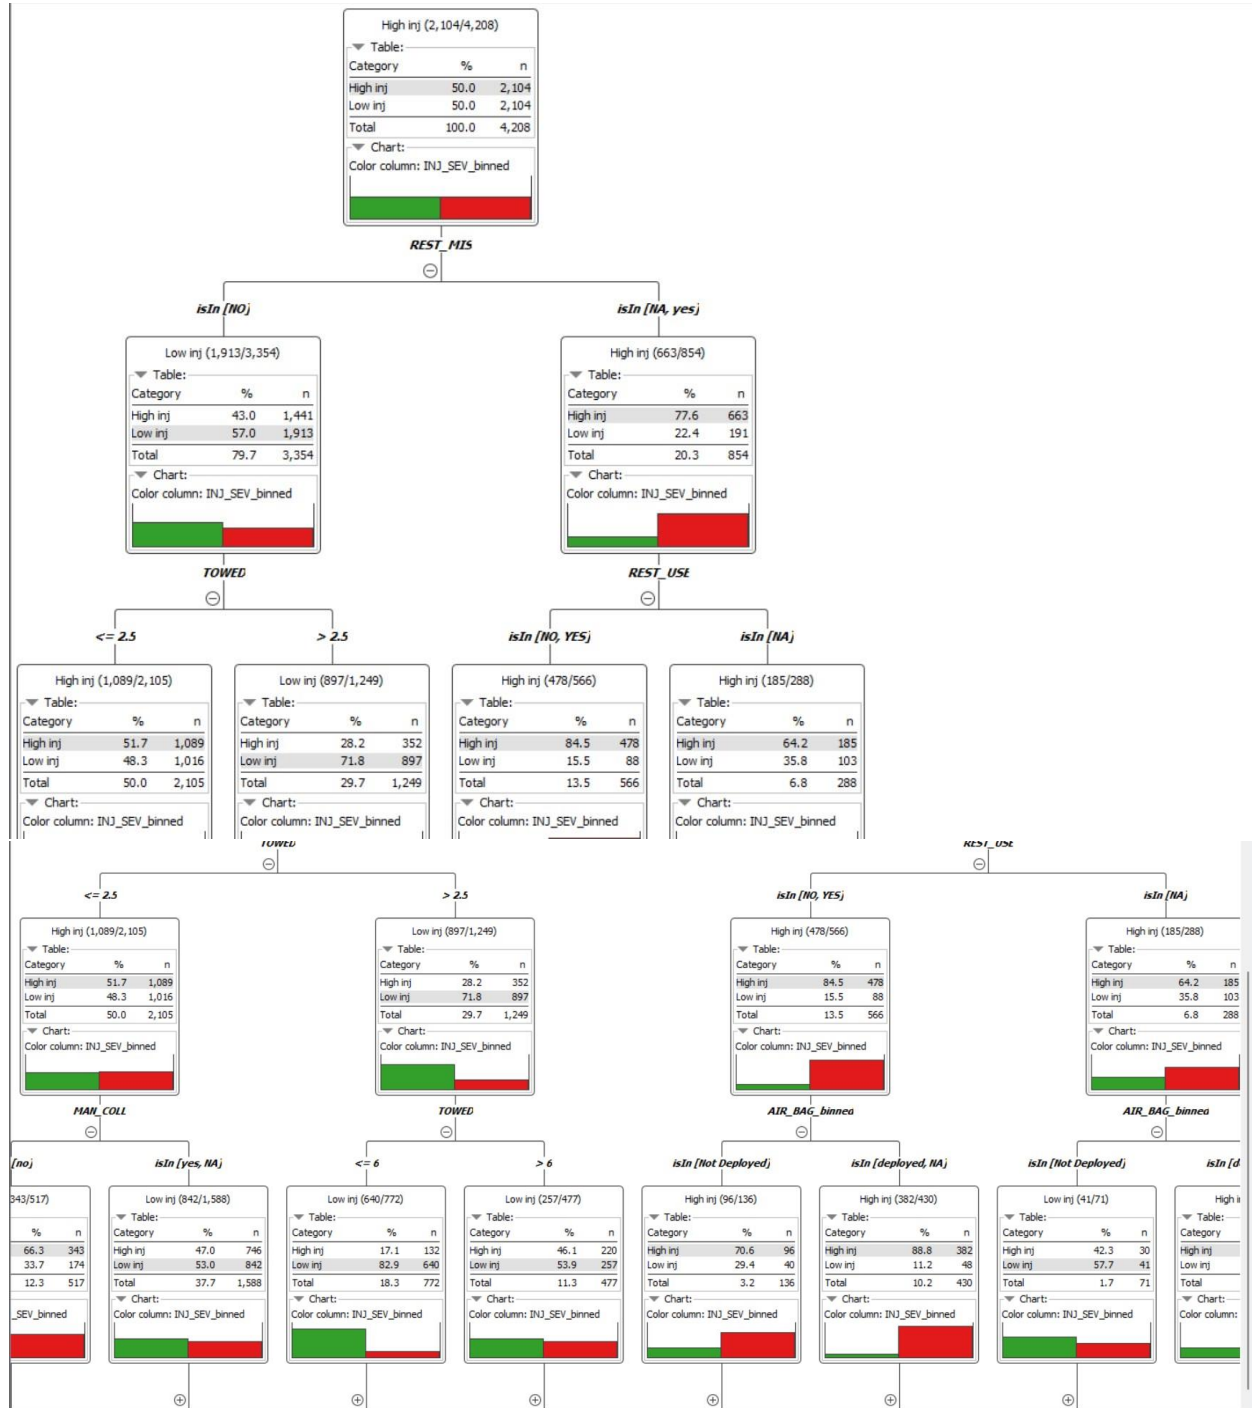 High inj (2,104/4,208)
Table:
Category % n
High inj 50.0 2,104
Low inj 50.0 2,104
Total 100.0 4,208
Chart:
Color column: INJ_SEV_binned
REST_MIS
isIn [NO]
isIn [NA, yes]
Low inj (1,913/3,354)
Table:
Category % n
High inj 43.0 1,441
Low inj 57.0 1,913
Total 79.7 3,354
Chart:
Color column: INJ_SEV_binned
TOWED
High inj (663/854)
Table:
Category % n
High inj 77.6 663
Low inj 22.4 191
Total 20.3 854
Chart:
Color column: INJ_SEV_binned
REST_USE
<= 2.5
> 2.5
isIn [NO, YES]
isIn [NA]
High inj (1,089/2,105)
Table:
Category % n
High inj 51.7 1,089
Low inj 48.3 1,016
Total 50.0 2,105
Chart:
Color column: INJ_SEV_binned
Low inj (897/1,249)
Table:
Category % n
High inj 28.2 352
Low inj 71.8 897
Total 29.7 1,249
Chart:
Color column: INJ_SEV_binned
High inj (478/566)
Table:
Category % n
High inj 84.5 478
Low inj 15.5 88
Total 13.5 566
Chart:
Color column: INJ_SEV_binned
High inj (185/288)
Table:
Category % n
High inj 64.2 185
Low inj 35.8 103
Total 6.8 288
Chart:
Color column: INJ_SEV_binned
TOWED
REST_USE
<= 2.5
> 2.5
isIn [NO, YES]
isIn [NA]
High inj (1,089/2,105)
Table:
Category % n
High inj 51.7 1,089
Low inj 48.3 1,016
Total 50.0 2,105
Chart:
Color column: INJ_SEV_binned
MAN_COLL
Low inj (897/1,249)
Table:
Category % n
High inj 28.2 352
Low inj 71.8 897
Total 29.7 1,249
Chart:
Color column: INJ_SEV_binned
TOWED
High inj (478/566)
Table:
Category % n
High inj 84.5 478
Low inj 15.5 88
Total 13.5 566
Chart:
Color column: INJ_SEV_binned
AIR_BAG_binned
High inj (185/288)
Table:
Category % n
High inj 64.2 185
Low inj 35.8 103
Total 6.8 288
Chart:
Color column: INJ_SEV_binned
AIR_BAG_binned
[no]
isIn [yes, NA]
<= 6
> 6
isIn [Not Deployed]
isIn [deployed, NA]
isIn [Not Deployed]
isIn [d
343/517)
% n
66.3 343
33.7 174
12.3 517
_SEV_binned
Low inj (842/1,588)
Table:
Category % n
High inj 47.0 746
Low inj 53.0 842
Total 37.7 1,588
Chart:
Color column: INJ_SEV_binned
Low inj (640/772)
Table:
Category % n
High inj 17.1 132
Low inj 82.9 640
Total 18.3 772
Chart:
Color column: INJ_SEV_binned
Low inj (257/477)
Table:
Category % n
High inj 46.1 220
Low inj 53.9 257
Total 11.3 477
Chart:
Color column: INJ_SEV_binned
High inj (96/136)
Table:
Category % n
High inj 70.6 96
Low inj 29.4 40
Total 3.2 136
Chart:
Color column: INJ_SEV_binned
High inj (382/430)
Table:
Category % n
High inj 88.8 382
Low inj 11.2 48
Total 10.2 430
Chart:
Color column: INJ_SEV_binned
Low inj (41/71)
Table:
Category % n
High inj 42.3 30
Low inj 57.7 41
Total 1.7 71
Chart:
Color column: INJ_SEV_binned
High i
Table:
Category
High inj
Low inj
Total
Chart:
Color column: